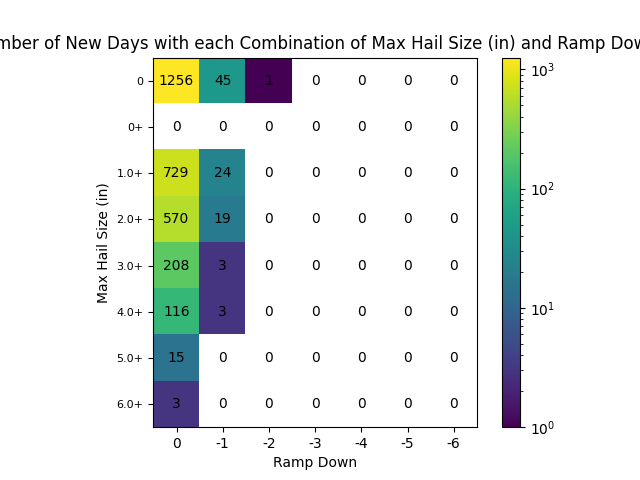 mber of New Days with each Combination of Max Hail Size (in) and Ramp Dow
0 1256 45 1 0 0 0 0
0+ 0 0 0 0 0 0 0
1.0+ 729 24 0 0 0 0 0
2.0+ 570 19 0 0 0 0 0
3.0+ 208 3 0 0 0 0 0
4.0+ 116 3 0 0 0 0 0
5.0+ 15 0 0 0 0 0 0
6.0+ 3 0 0 0 0 0 0
0 -1 -2 -3 -4 -5 -6
Ramp Down
Max Hail Size (in)
10³
10²
10¹
10⁰